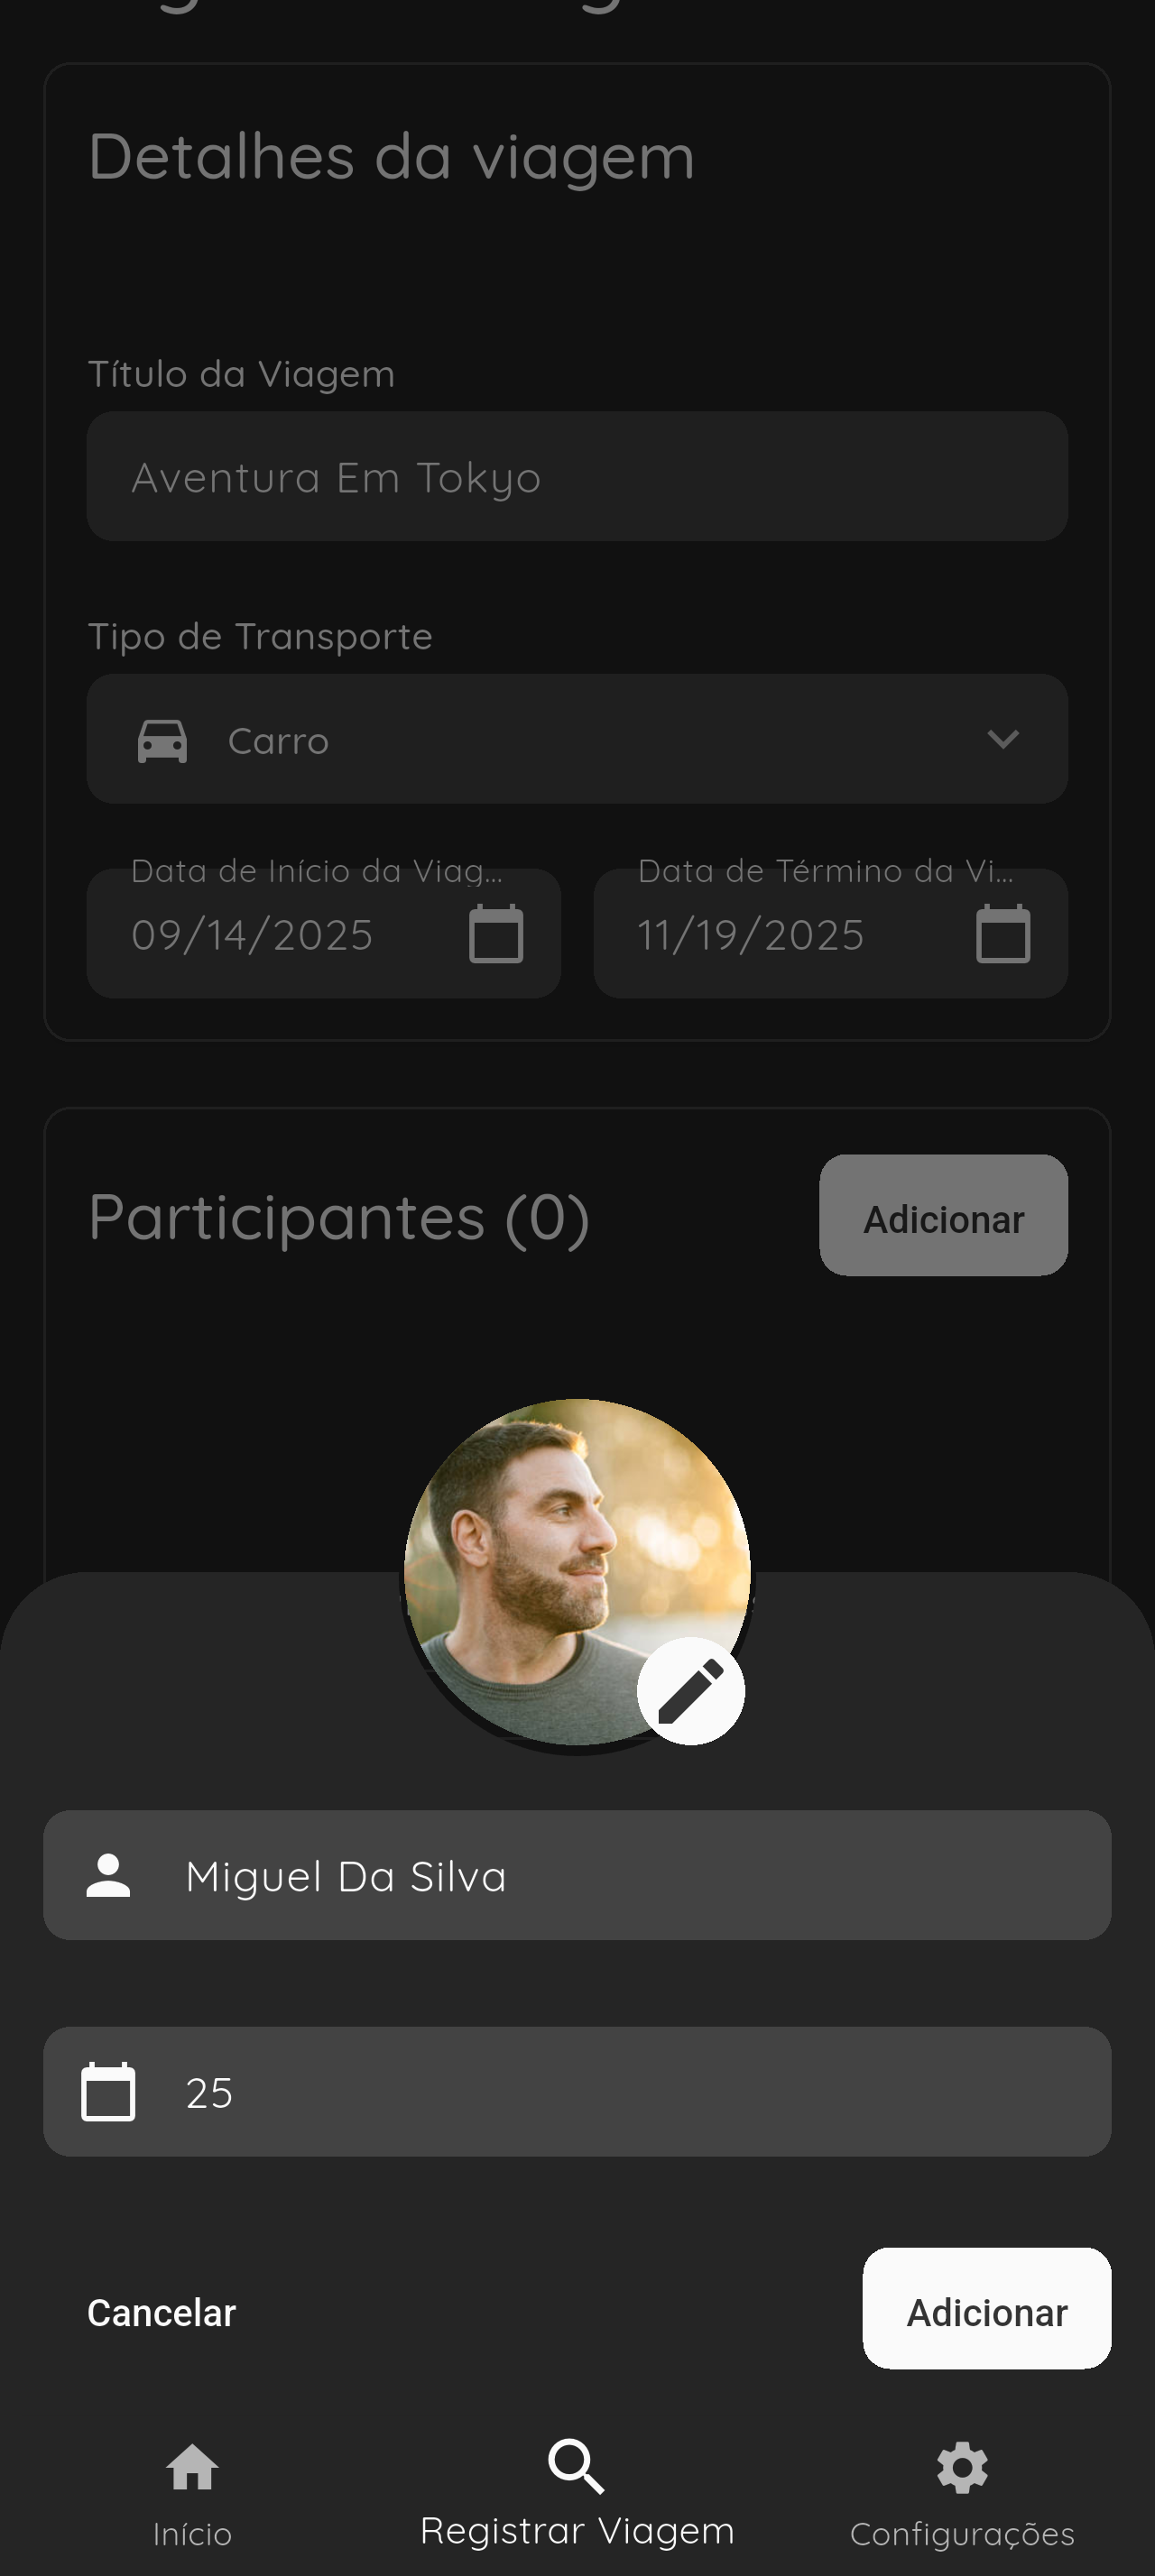 Detalhes da viagem
Título da Viagem
Aventura Em Tokyo
Tipo de Transporte
Carro
Data de Início da Viag...
Data de Término da Vi...
09/14/2025
11/19/2025
Participantes (0)
Adicionar
Miguel Da Silva
25
Cancelar
Adicionar
Início
Registrar Viagem
Configurações